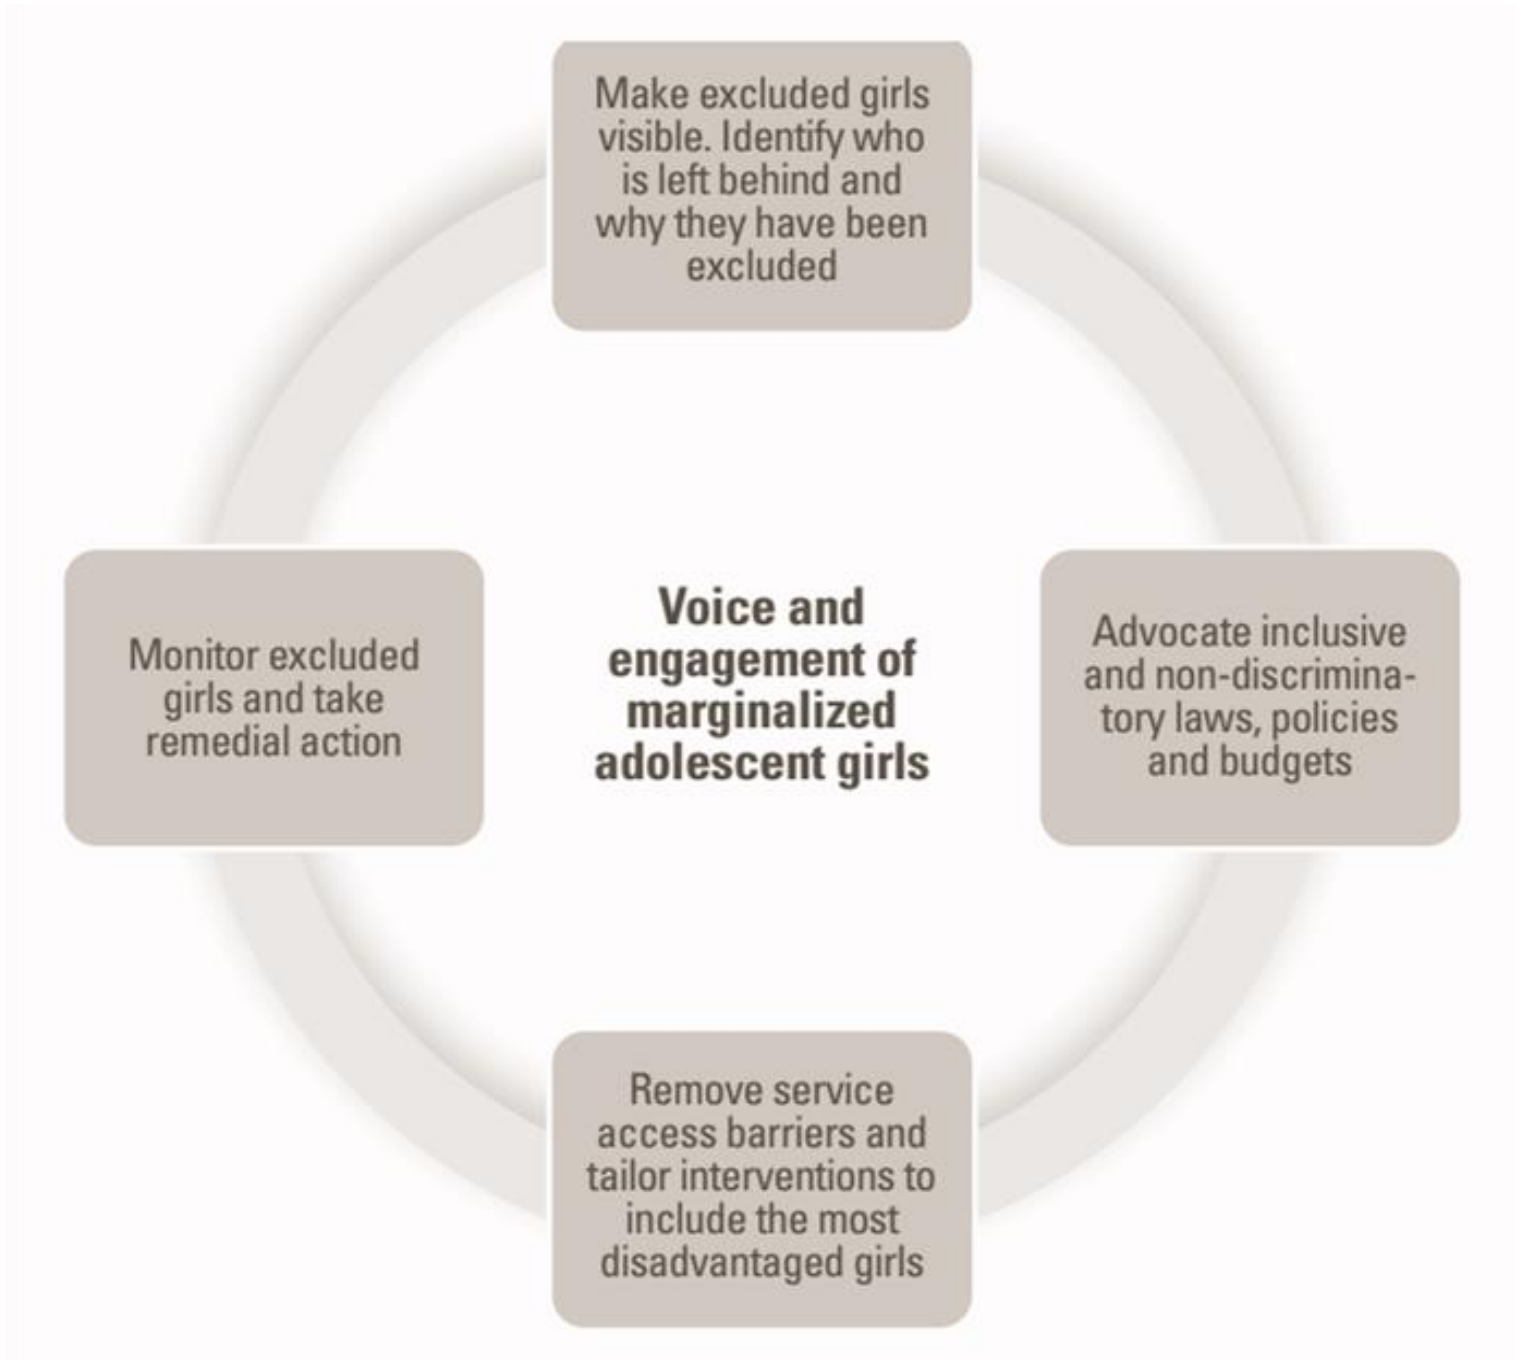 Make excluded girls
visible. Identify who
is left behind and
why they have been
excluded
Monitor excluded
girls and take
remedial action
Voice and
engagement of
marginalized
adolescent girls
Advocate inclusive
and non-discrimina-
tory laws, policies
and budgets
Remove service
access barriers and
tailor interventions to
include the most
disadvantaged girls